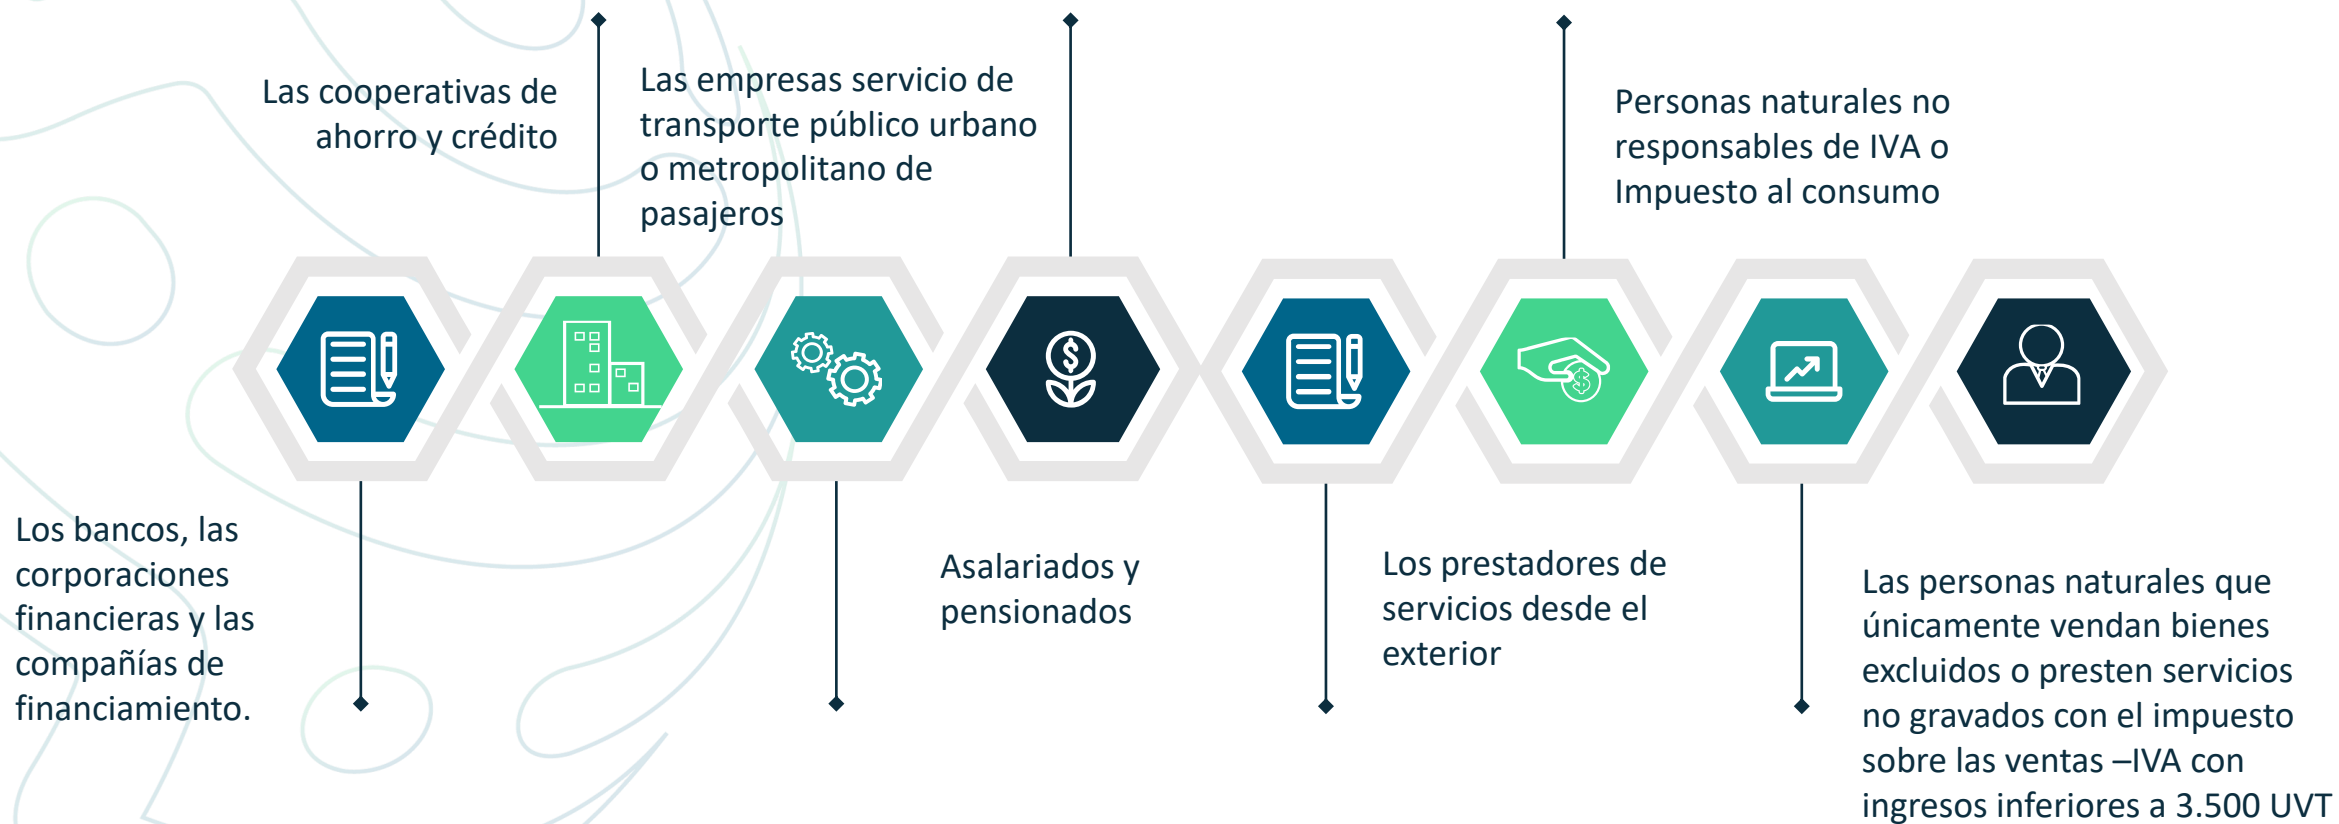 Las cooperativas de
ahorro y crédito
Las empresas servicio de
transporte público urbano
o metropolitano de
pasajeros
Personas naturales no
responsables de IVA o
Impuesto al consumo
Los bancos, las
corporaciones
financieras y las
compañías de
financiamiento.
Asalariados y
pensionados
Los prestadores de
servicios desde el
exterior
Las personas naturales que
únicamente vendan bienes
excluidos o presten servicios
no gravados con el impuesto
sobre las ventas –IVA con
ingresos inferiores a 3.500 UVT